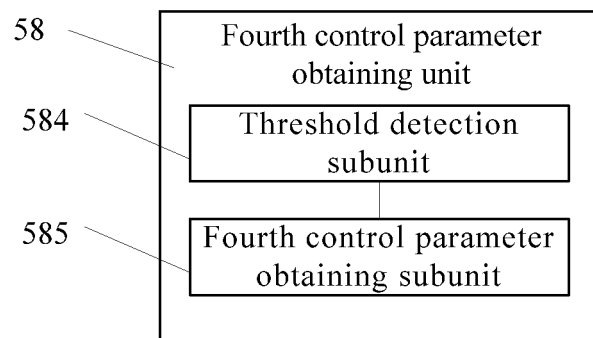 58
Fourth control parameter
obtaining unit
584
Threshold detection
subunit
585
Fourth control parameter
obtaining subunit